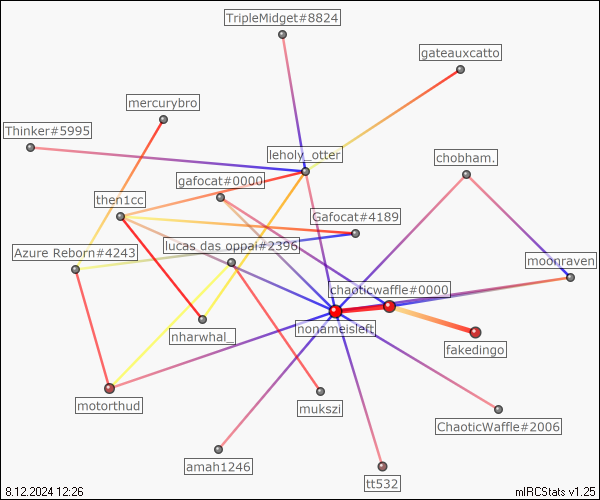 TripleMidget#8824
gateauxcatto
mercurybro
Thinker#5995
leholy_otter
chobham.
gafocat#0000
then1cc
Gafocat#4189
lucas das oppai#2396
Azure Reborn#4243
moonraven
chaoticwaffle#0000
nonameisleft
nharwhal_
fakedingo
motorthud
mukszi
ChaoticWaffle#2006
amah1246
tt532
8.12.2024 12:26
mIRCStats v1.25